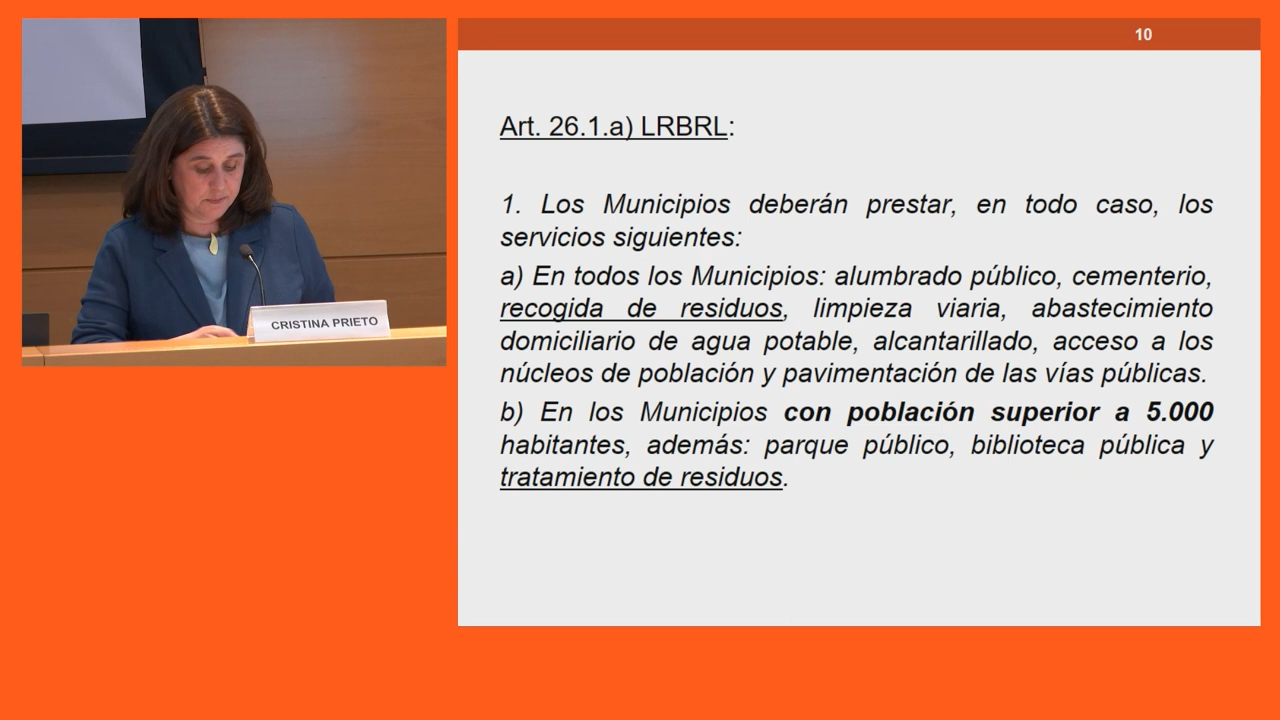 CRISTINA PRIETO
10
Art. 26.1.a) LRBRL:
1. Los Municipios deberán prestar, en todo caso, los
servicios siguientes:
a) En todos los Municipios: alumbrado público, cementerio,
recogida de residuos, limpieza viaria, abastecimiento
domiciliario de agua potable, alcantarillado, acceso a los
núcleos de población y pavimentación de las vías públicas.
b) En los Municipios con población superior a 5.000
habitantes, además: parque público, biblioteca pública y
tratamiento de residuos.